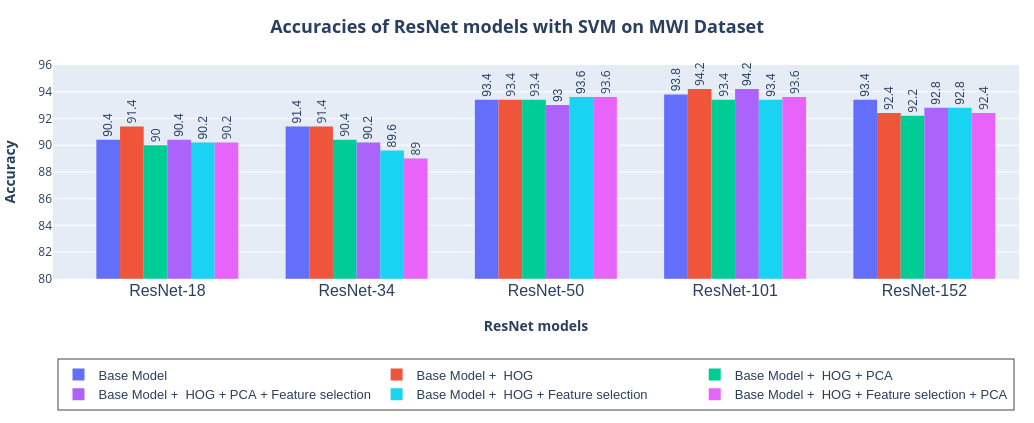 Accuracies of ResNet models with SVM on MWI Dataset
96
94
92
90
88
86
84
82
80
Accuracy
90.4 91.4 90 90.4 90.2 90.2
91.4 91.4 90.4 90.2 89.6 89
93.4 93.4 93.4 93 93.6 93.6
93.8 94.2 93.4 94.2 93.4 93.6
93.4 92.4 92.2 92.8 92.8 92.4
ResNet-18 ResNet-34 ResNet-50 ResNet-101 ResNet-152
ResNet models
Base Model Base Model + HOG Base Model + HOG + PCA
Base Model + HOG + PCA + Feature selection Base Model + HOG + Feature selection Base Model + HOG + Feature selection + PCA